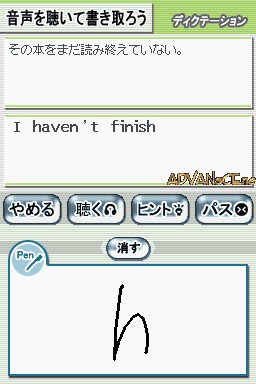 音声を聴いて書き取ろう
ディクテーション
その本をまだ読み終えていない。
I haven't finish
ADVANsCEne
やめる 聴く ヒント パス
Pen
消す
h